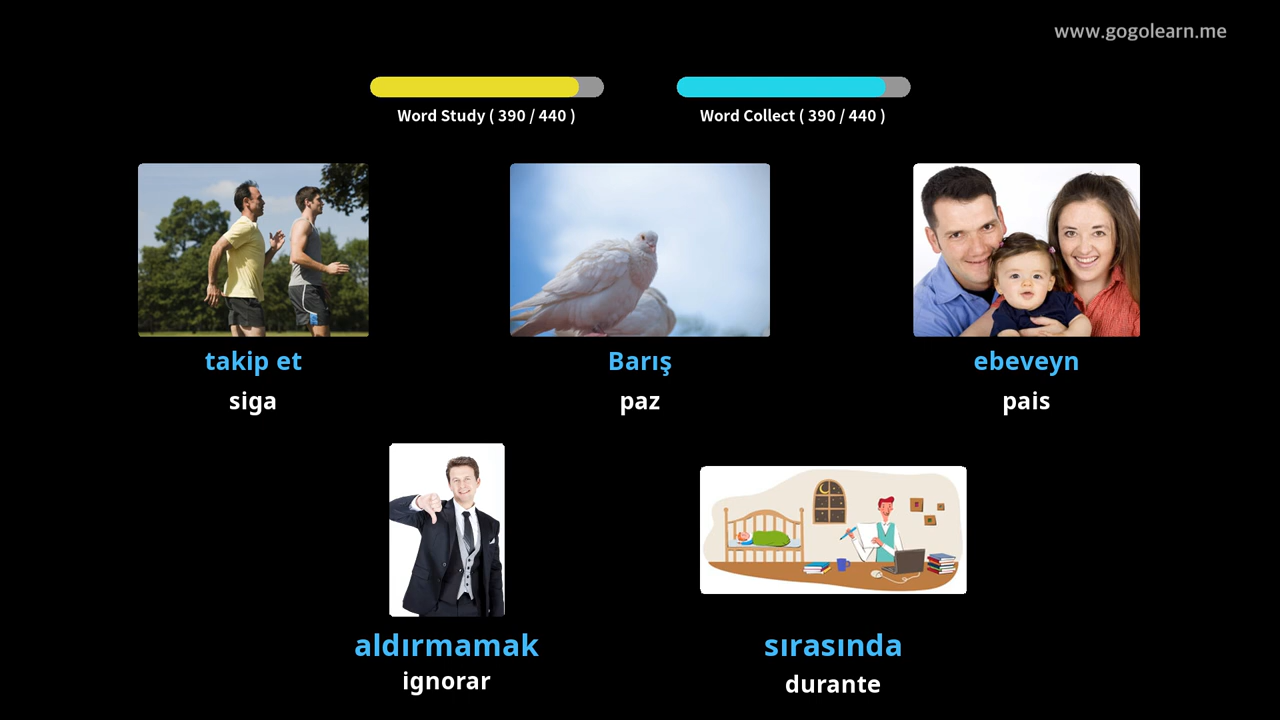 www.gogolearn.me
Word Study ( 390 / 440 )
Word Collect ( 390 / 440 )
takip et
siga
Barış
paz
ebeveyn
pais
aldırmamak
ignorar
sırasında
durante